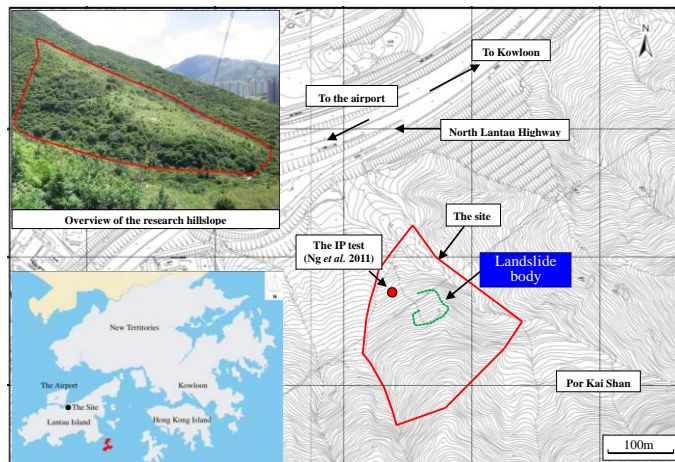 N
To Kowloon
To the airport
North Lantau Highway
Overview of the research hillslope
The site
The IP test
(Ng et al. 2011)
Landslide
body
New Territories
The Airport
Kowloon
The Site
Lantau Island
Hong Kong Island
Por Kai Shan
100m